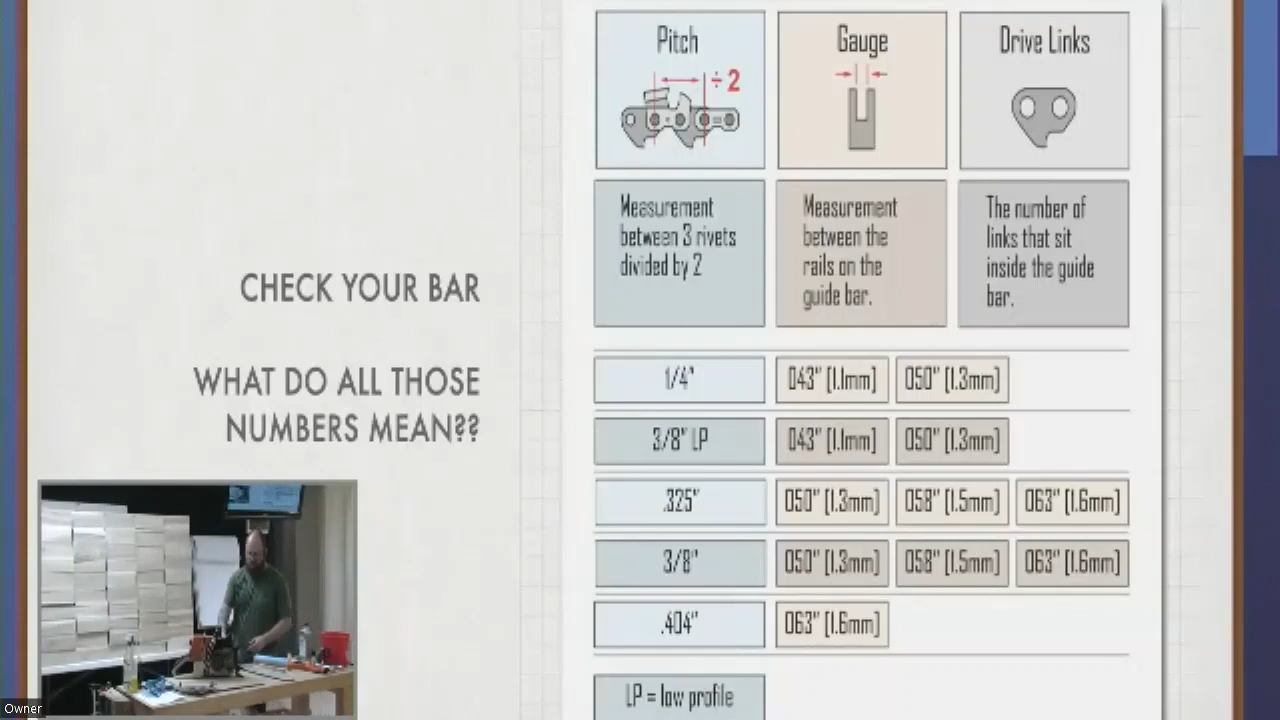 CHECK YOUR BAR
WHAT DO ALL THOSE
NUMBERS MEAN??
Pitch
÷ 2
Measurement
between 3 rivets
divided by 2
Gauge
Measurement
between the
rails on the
guide bar.
Drive Links
The number of
links that sit
inside the guide
bar.
1/4" 043" [1.1mm] 050" [1.3mm]
3/8" LP 043" [1.1mm] 050" [1.3mm]
.325" 050" [1.3mm] 058" [1.5mm] 063" [1.6mm]
3/8" 050" [1.3mm] 058" [1.5mm] 063" [1.6mm]
.404" 063" [1.6mm]
LP = low profile
Owner